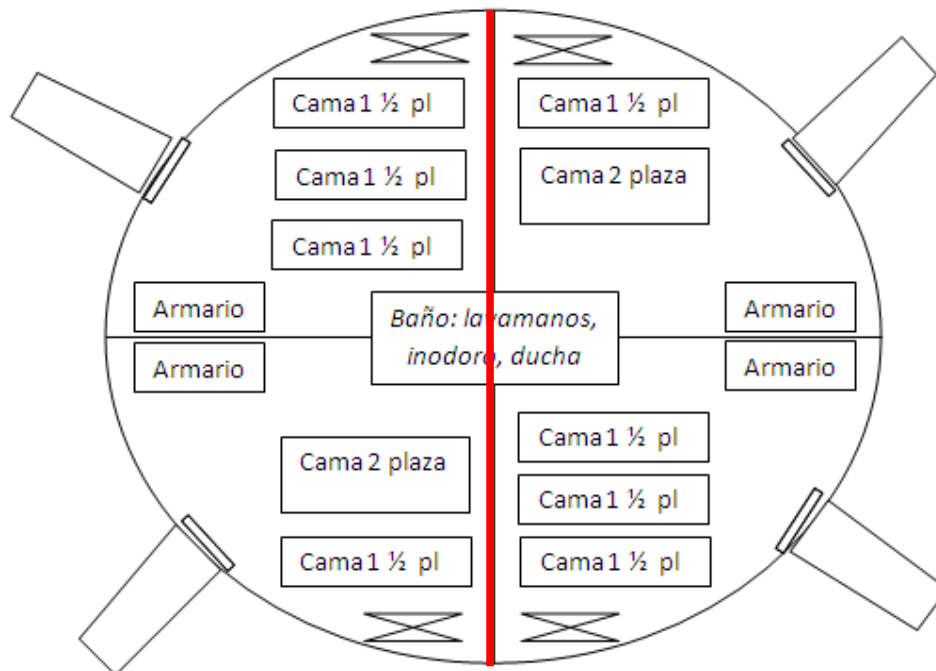 Cama 1 ½ pl
Cama 1 ½ pl
Cama 1 ½ pl
Armario
Cama 1 ½ pl
Cama 2 plaza
Armario
Baño: lavamanos,
inodoro, ducha
Armario
Cama 2 plaza
Cama 1 ½ pl
Armario
Cama 1 ½ pl
Cama 1 ½ pl
Cama 1 ½ pl